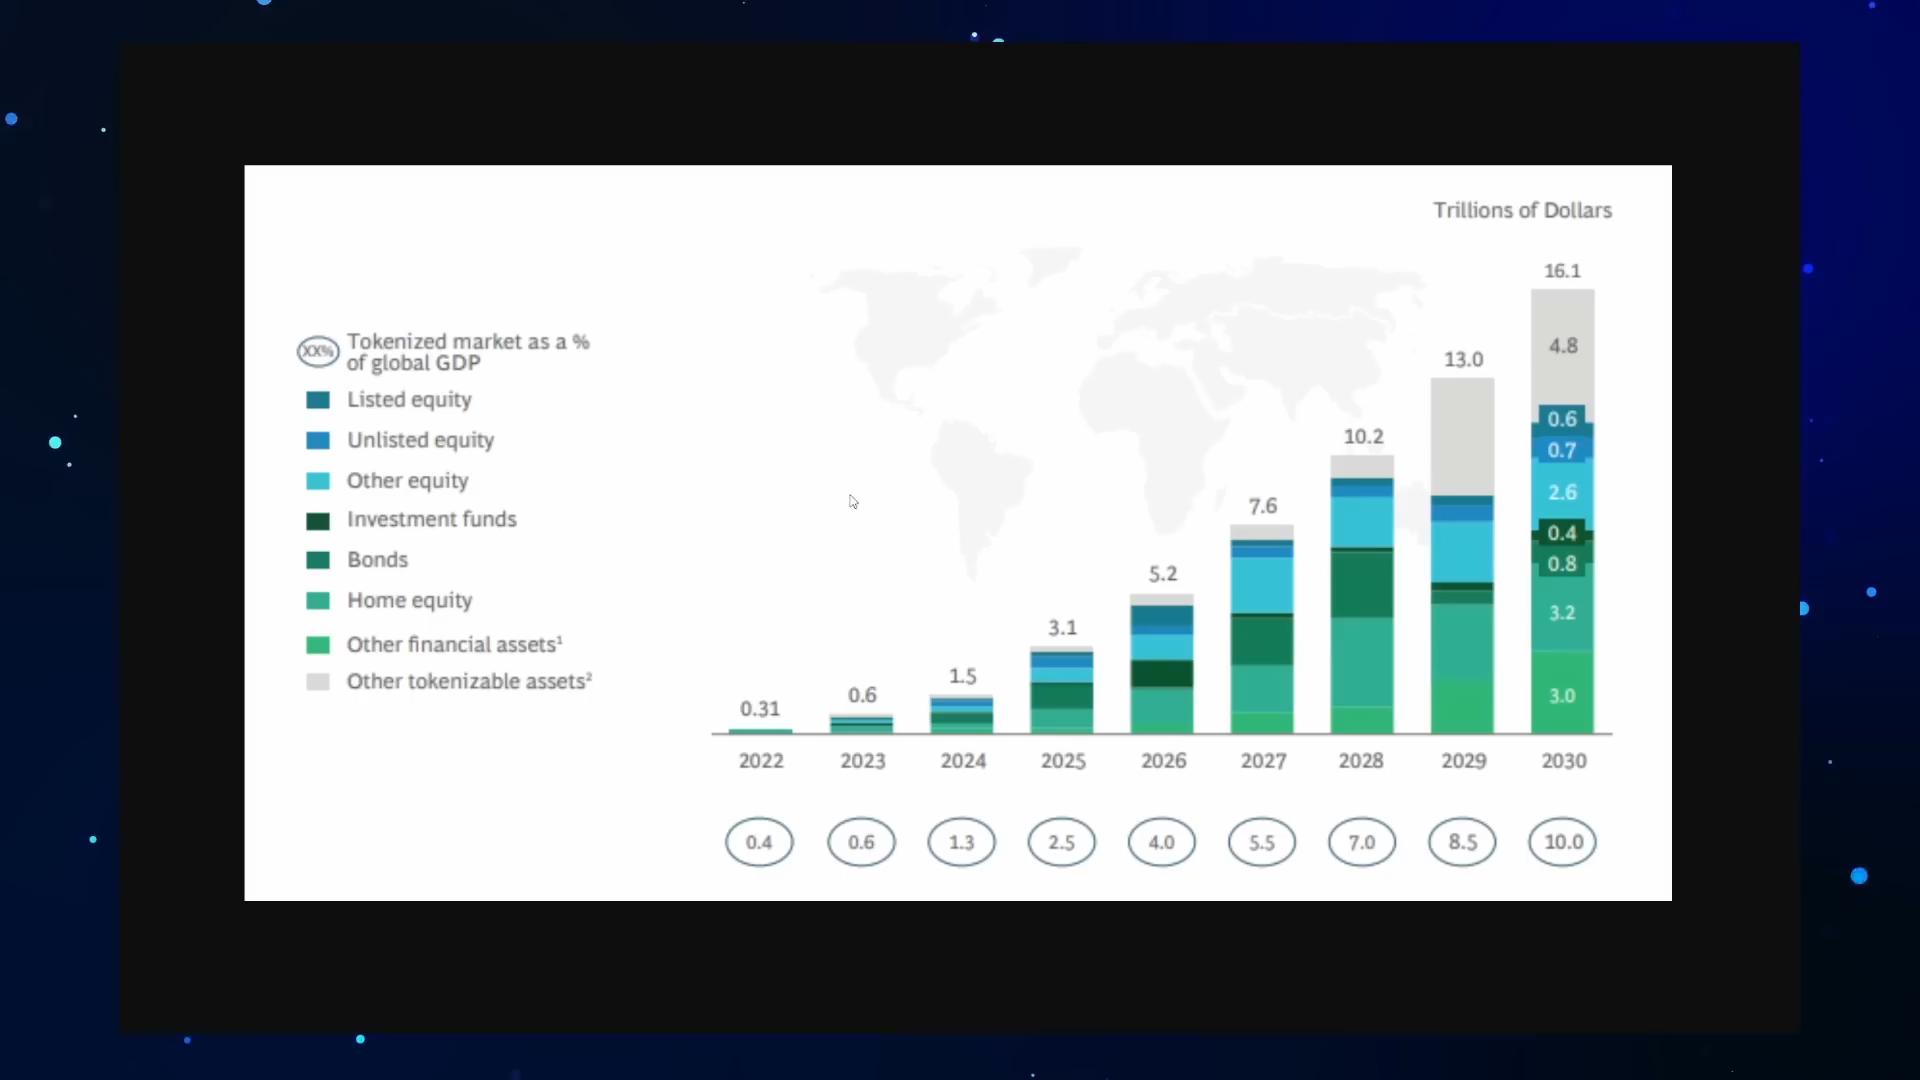 Trillions of Dollars
XX% Tokenized market as a %
of global GDP
Listed equity
Unlisted equity
Other equity
Investment funds
Bonds
Home equity
Other financial assets¹
Other tokenizable assets²
0.31
0.6
1.5
3.1
5.2
7.6
10.2
13.0
16.1
4.8
0.6
0.7
2.6
0.4
0.8
3.2
3.0
2022 2023 2024 2025 2026 2027 2028 2029 2030
0.4 0.6 1.3 2.5 4.0 5.5 7.0 8.5 10.0